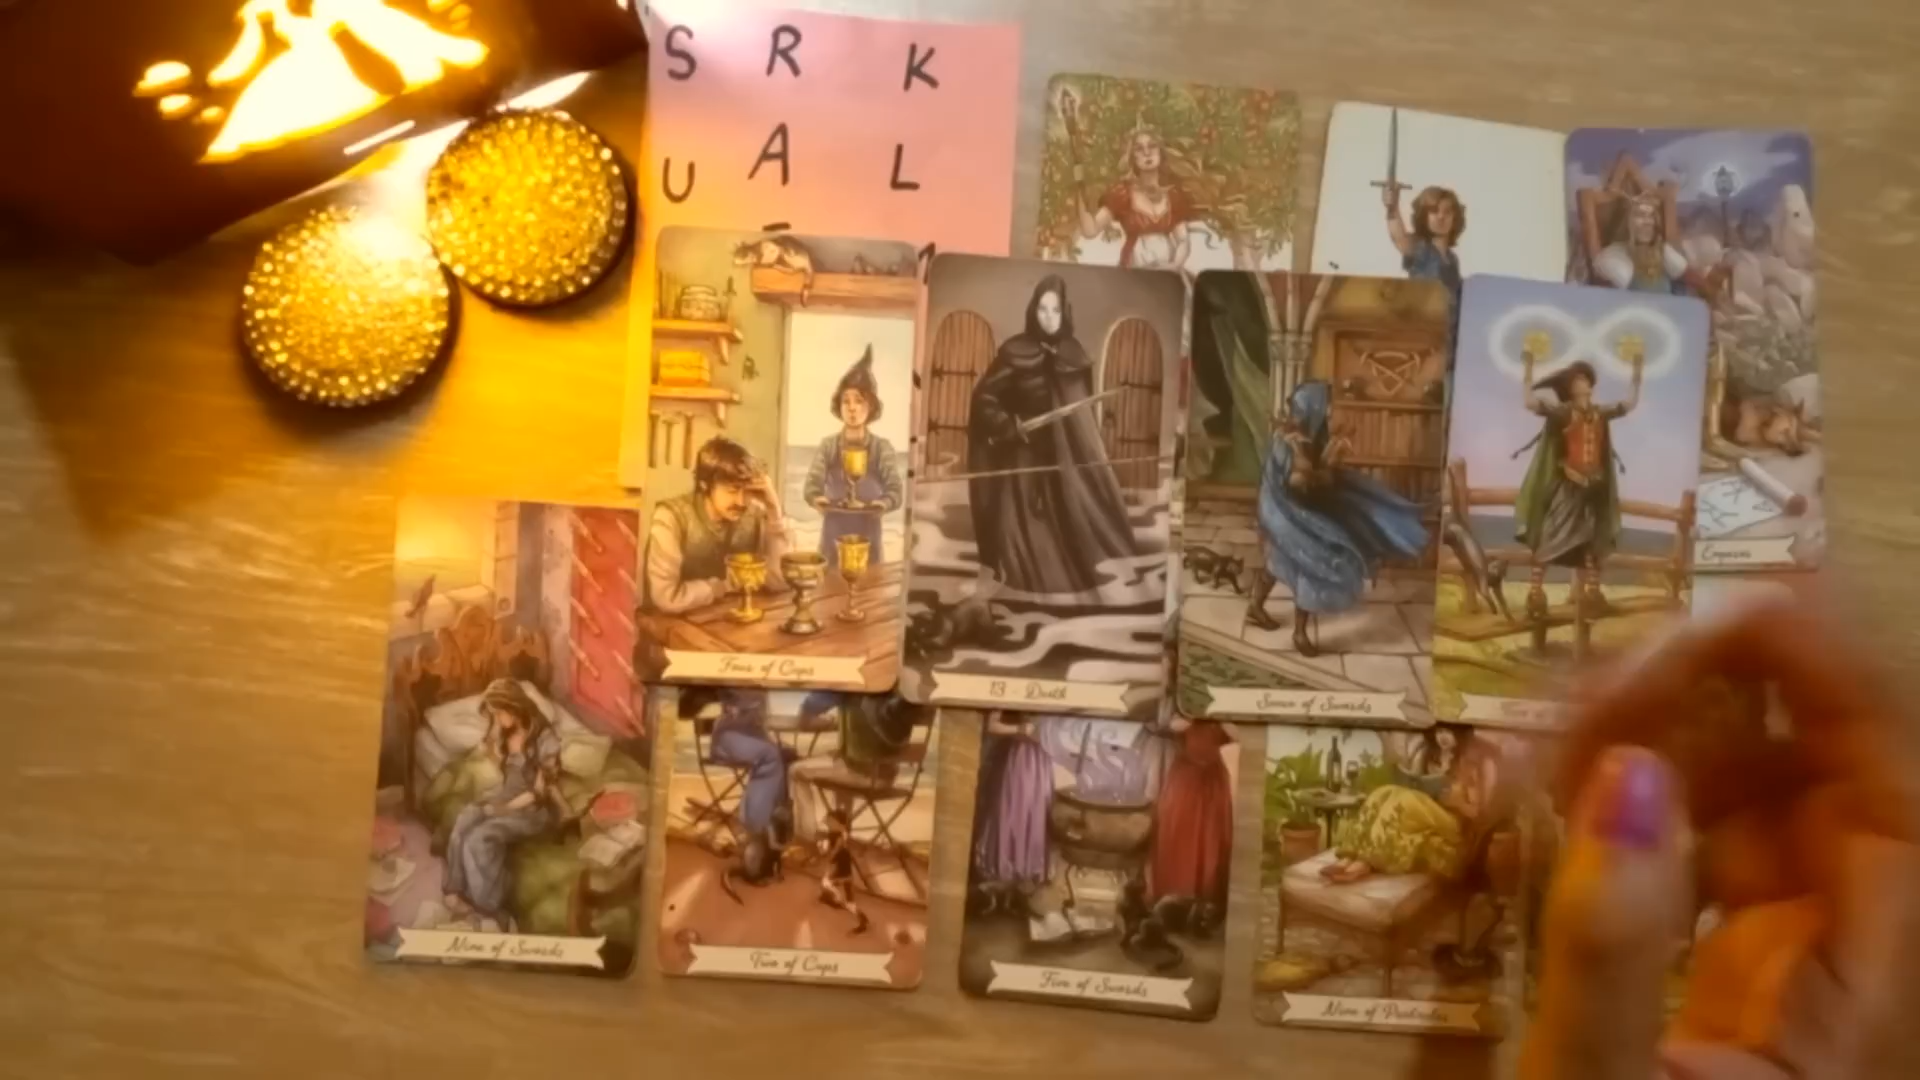 S R K
U A L
Emperor
Four of Cups
13 - Death
Seven of Swords
Nine of Swords
Two of Cups
Five of Swords
Nine of Pentacles